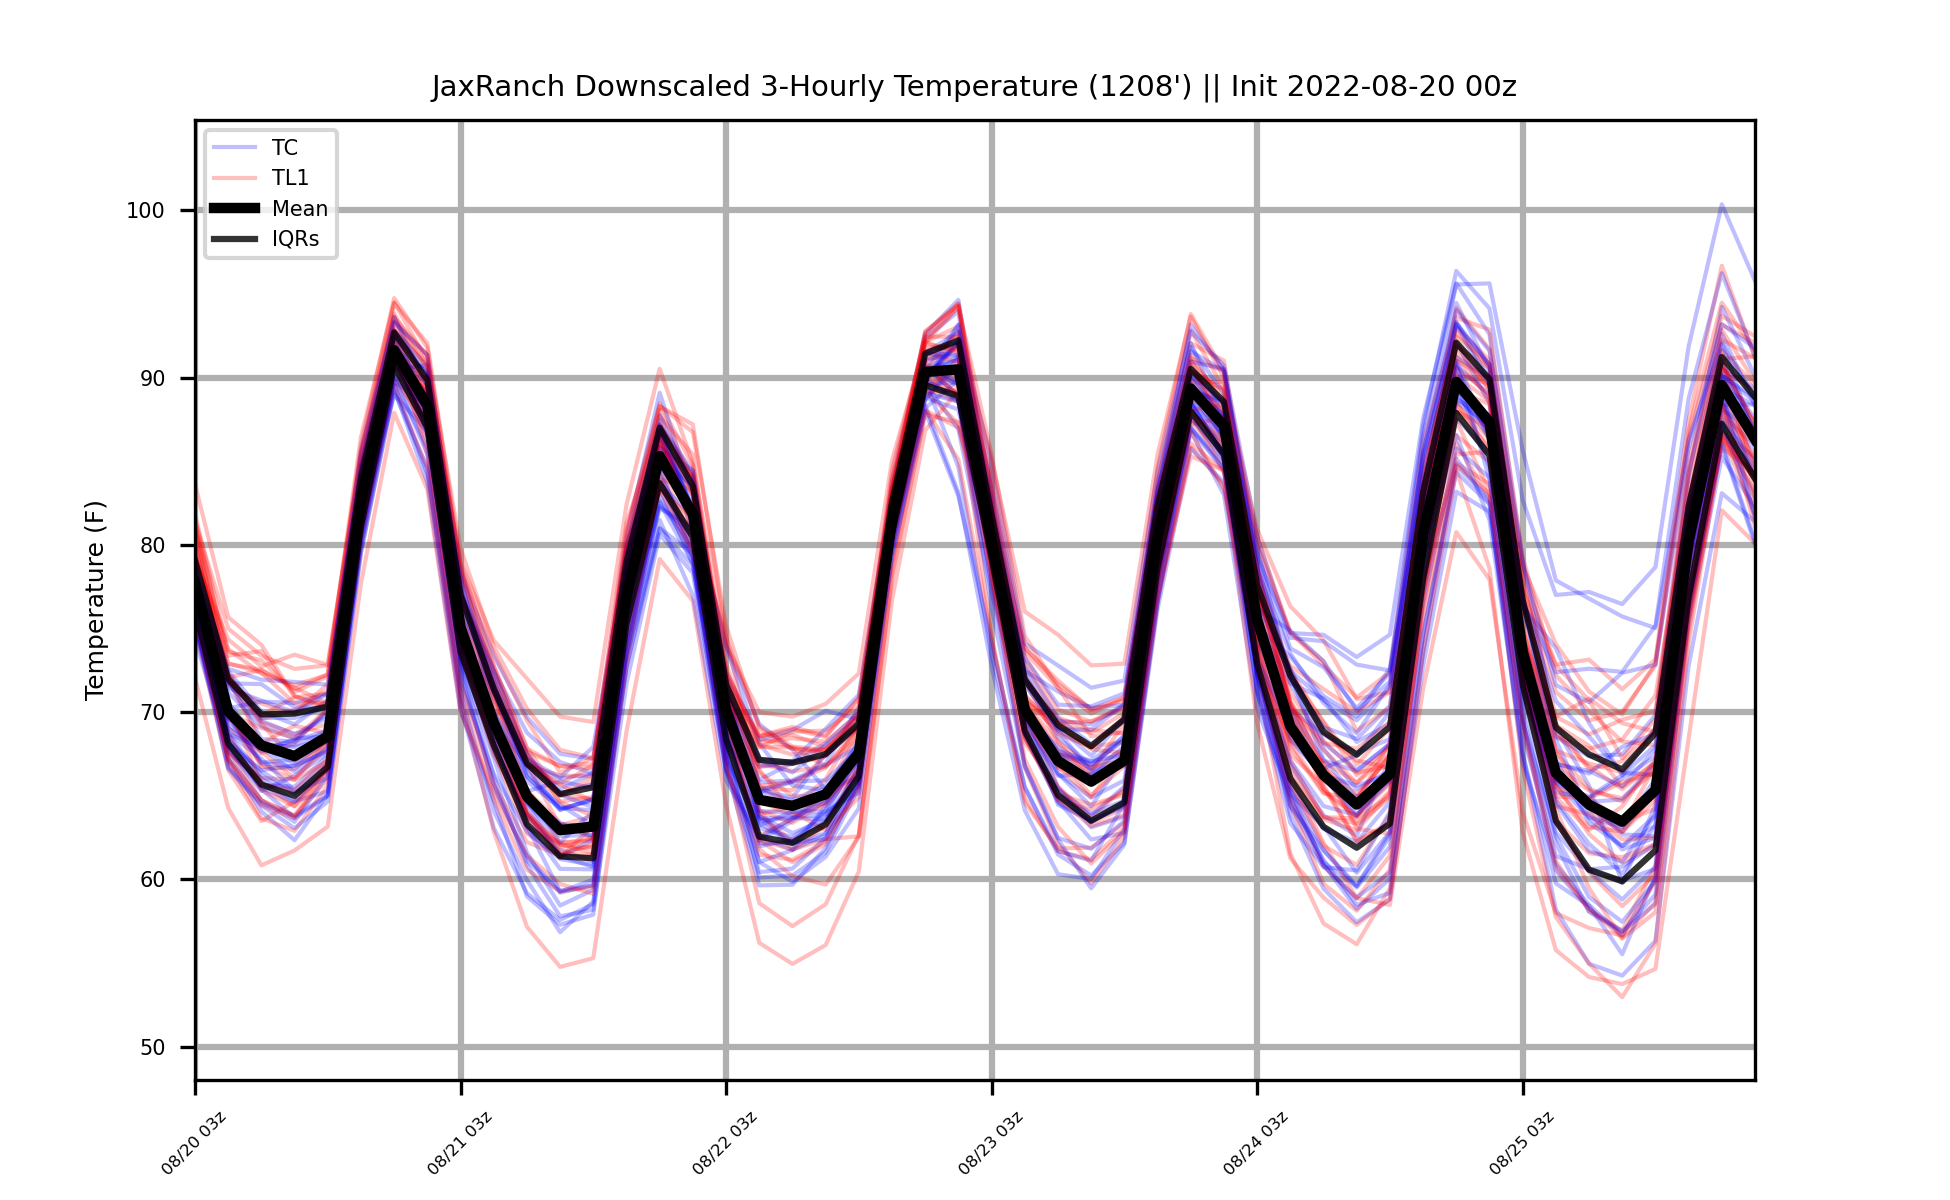 JaxRanch Downscaled 3-Hourly Temperature (1208') || Init 2022-08-20 00z
TC
TL1
Mean
IQRs
Temperature (F)
100
90
80
70
60
50
08/20 03z
08/21 03z
08/22 03z
08/23 03z
08/24 03z
08/25 03z